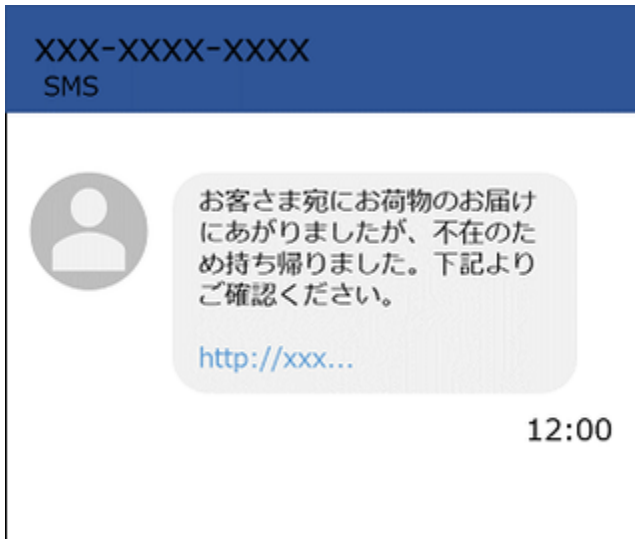 xxx-xxxx-xxxx
SMS
お客さま宛にお荷物のお届け
にあがりましたが、不在のた
め持ち帰りました。下記より
ご確認ください。
http://xxx...
12:00